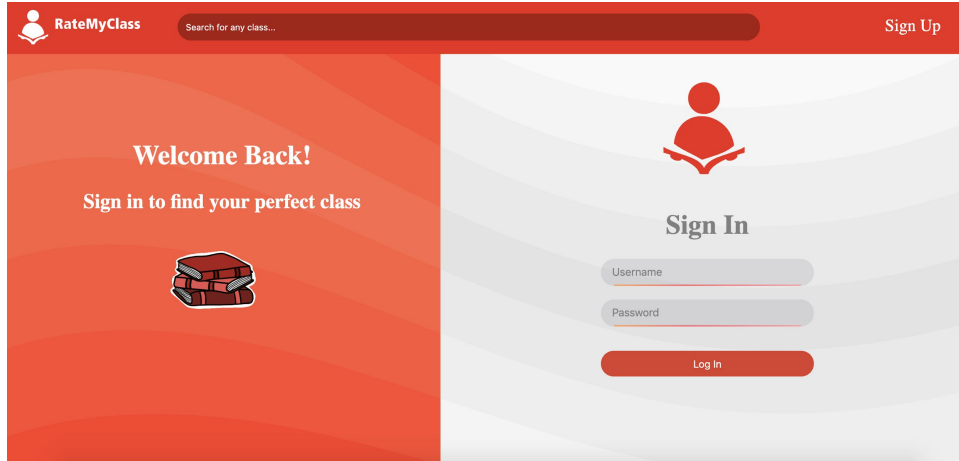 RateMyClass
Search for any class...
Sign Up
Welcome Back!
Sign in to find your perfect class
Sign In
Username
Password
Log In